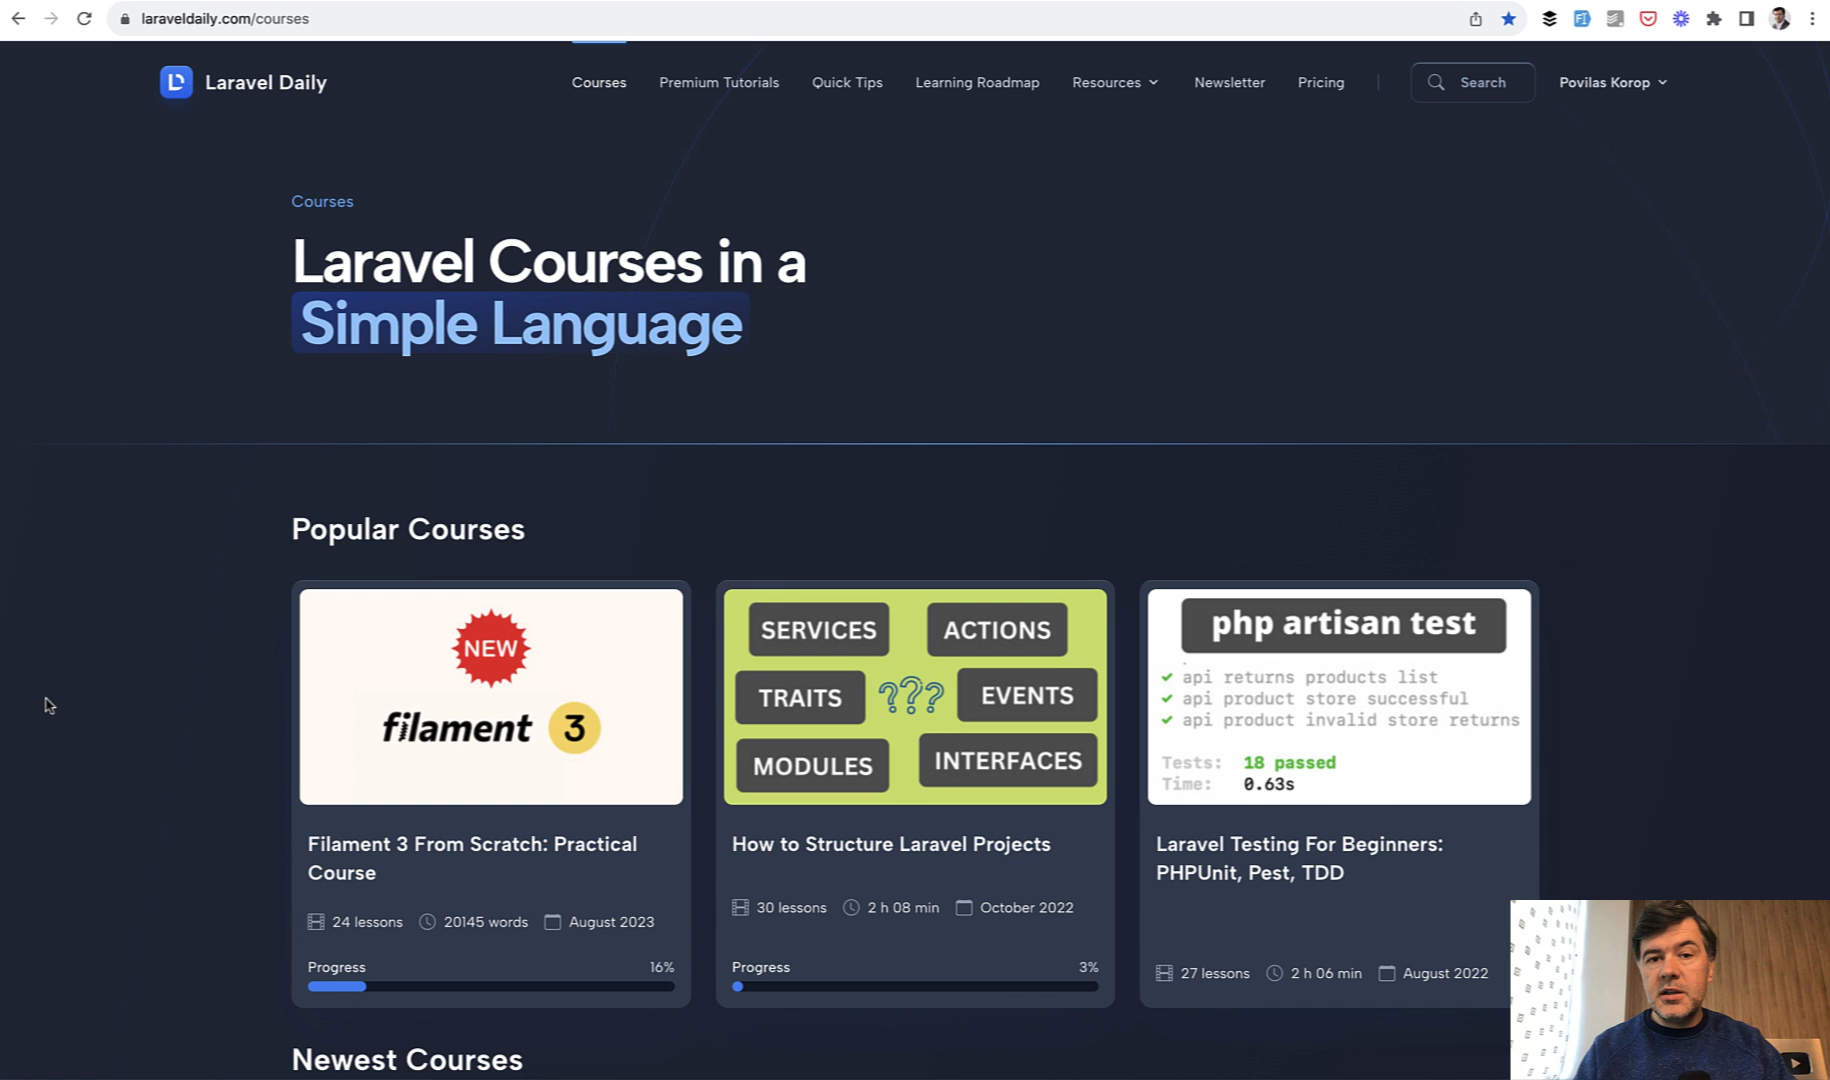 laraveldaily.com/courses
Laravel Daily
Courses
Premium Tutorials
Quick Tips
Learning Roadmap
Resources
Newsletter
Pricing
Search
Povilas Korop
Courses
Laravel Courses in a
Simple Language
Popular Courses
NEW
filament 3
SERVICES
ACTIONS
TRAITS
???
EVENTS
MODULES
INTERFACES
php artisan test
✓ api returns products list
✓ api product store successful
✓ api product invalid store returns
Tests: 18 passed
Time: 0.63s
Filament 3 From Scratch: Practical
Course
24 lessons 20145 words August 2023
Progress 16%
How to Structure Laravel Projects
30 lessons 2 h 08 min October 2022
Progress 3%
Laravel Testing For Beginners:
PHPUnit, Pest, TDD
27 lessons 2 h 06 min August 2022
Newest Courses